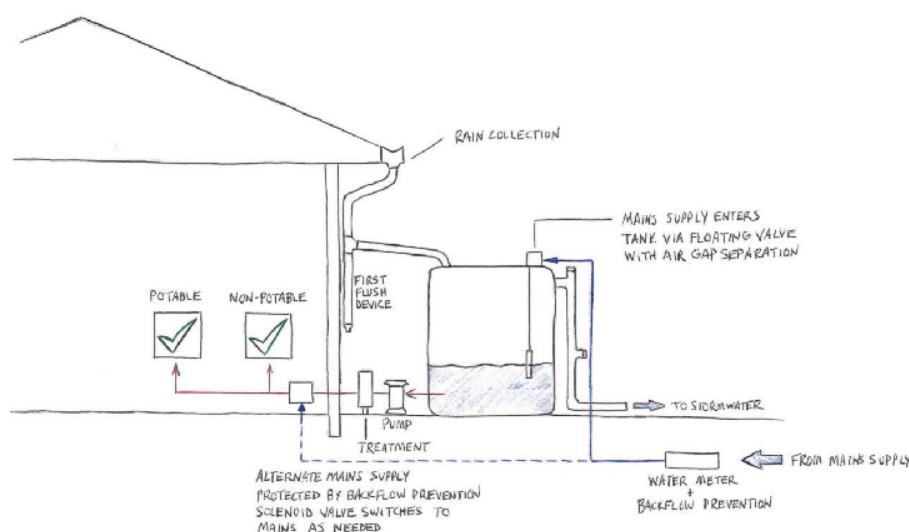 RAIN COLLECTION
MAINS SUPPLY ENTERS
TANK VIA FLOATING VALVE
WITH AIR GAP SEPARATION
FIRST
FLUSH
DEVICE
POTABLE
NON-POTABLE
PUMP
TREATMENT
TO STORMWATER
FROM MAINS SUPPLY
WATER METER
+
BACKFLOW PREVENTION
ALTERNATE MAINS SUPPLY
PROTECTED BY BACKFLOW PREVENTION
SOLENOID VALVE SWITCHES TO
MAINS AS NEEDED